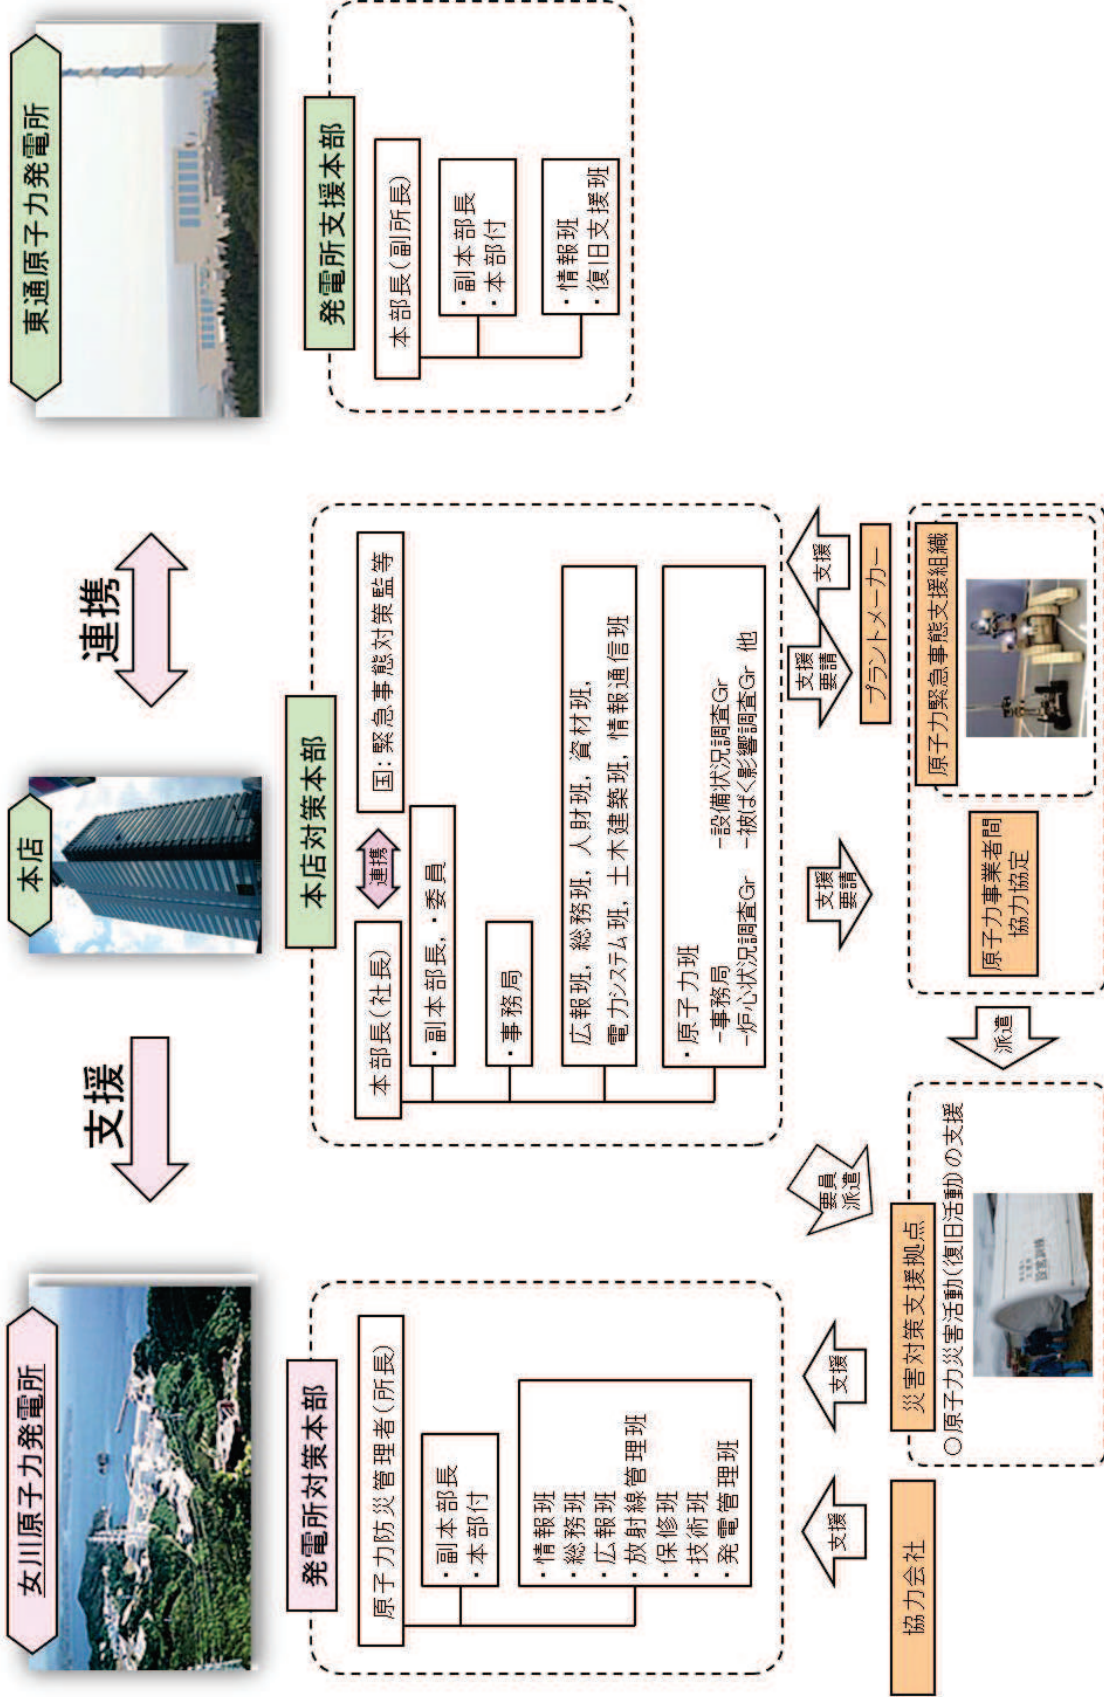 女川原子力発電所
支援
本店
連携
東通原子力発電所
発電所対策本部
原子力防災管理者(所長)
・副本部長
・本部付
・情報班
・総務班
・広報班
・放射線管理班
・保修班
・技術班
・発電管理班
本店対策本部
本部長(社長)
連携
国:緊急事態対策監等
・副本部長,・委員
・事務局
広報班,総務班,人財班,資材班,
電力システム班,土木建築班,情報通信班
・原子力班
-事務局
-炉心状況調査Gr -設備状況調査Gr
-被ばく影響調査Gr 他
発電所支援本部
本部長(副所長)
・副本部長
・本部付
・情報班
・復旧支援班
支援
支援
要員
派遣
支援
要請
支援
要請
支援
協力会社
災害対策支援拠点
○原子力災害活動(復旧活動)の支援
派遣
プラントメーカー
原子力事業者間
協力協定
原子力緊急事態支援組織